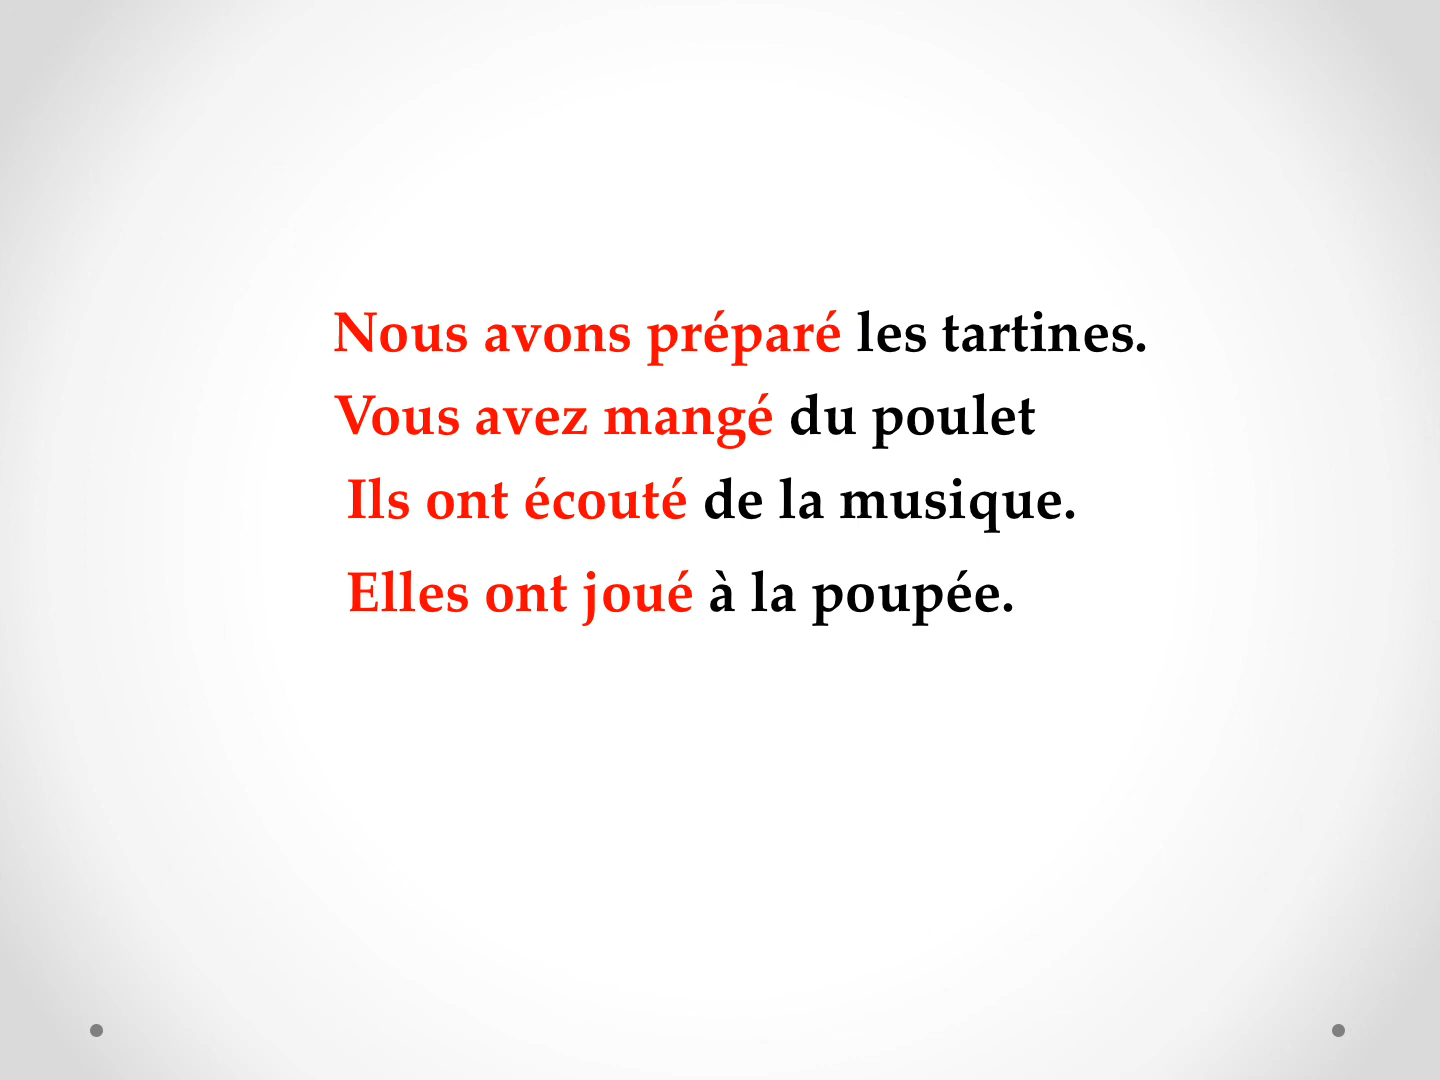 Nous avons préparé les tartines.
Vous avez mangé du poulet
Ils ont écouté de la musique.
Elles ont joué à la poupée.